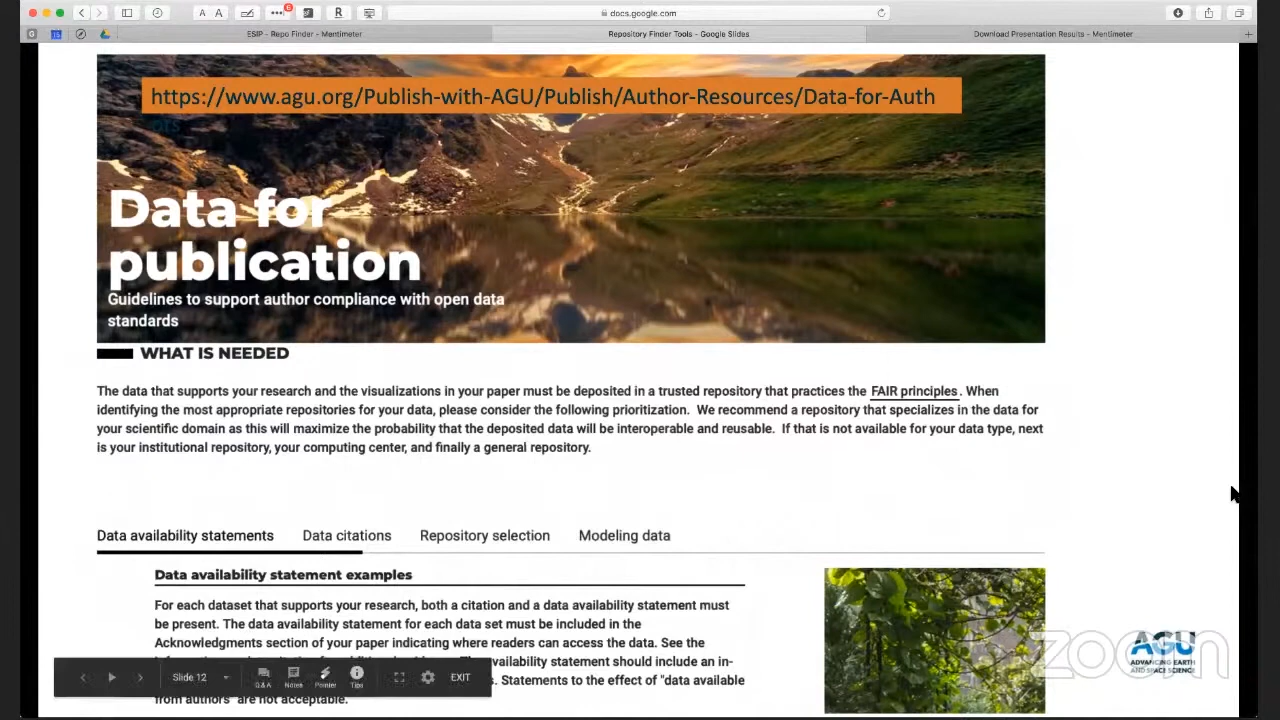 docs.google.com
ESIP - Repo Finder - Mentimeter
Repository Finder Tools - Google Slides
Download Presentation Results - Mentimeter
https://www.agu.org/Publish-with-AGU/Publish/Author-Resources/Data-for-Auth
ors
Data for
publication
Guidelines to support author compliance with open data
standards
WHAT IS NEEDED
The data that supports your research and the visualizations in your paper must be deposited in a trusted repository that practices the FAIR principles. When
identifying the most appropriate repositories for your data, please consider the following prioritization. We recommend a repository that specializes in the data for
your scientific domain as this will maximize the probability that the deposited data will be interoperable and reusable. If that is not available for your data type, next
is your institutional repository, your computing center, and finally a general repository.
Data availability statements Data citations Repository selection Modeling data
Data availability statement examples
For each dataset that supports your research, both a citation and a data availability statement must
be present. The data availability statement for each data set must be included in the
Acknowledgments section of your paper indicating where readers can access the data. See the
availability statement should include an in-
. Statements to the effect of "data available
from authors" are not acceptable.
Slide 12
Q&A Notes Pointer Tips
EXIT
AGU
ADVANCING EARTH
AND SPACE SCIENCE
zoom